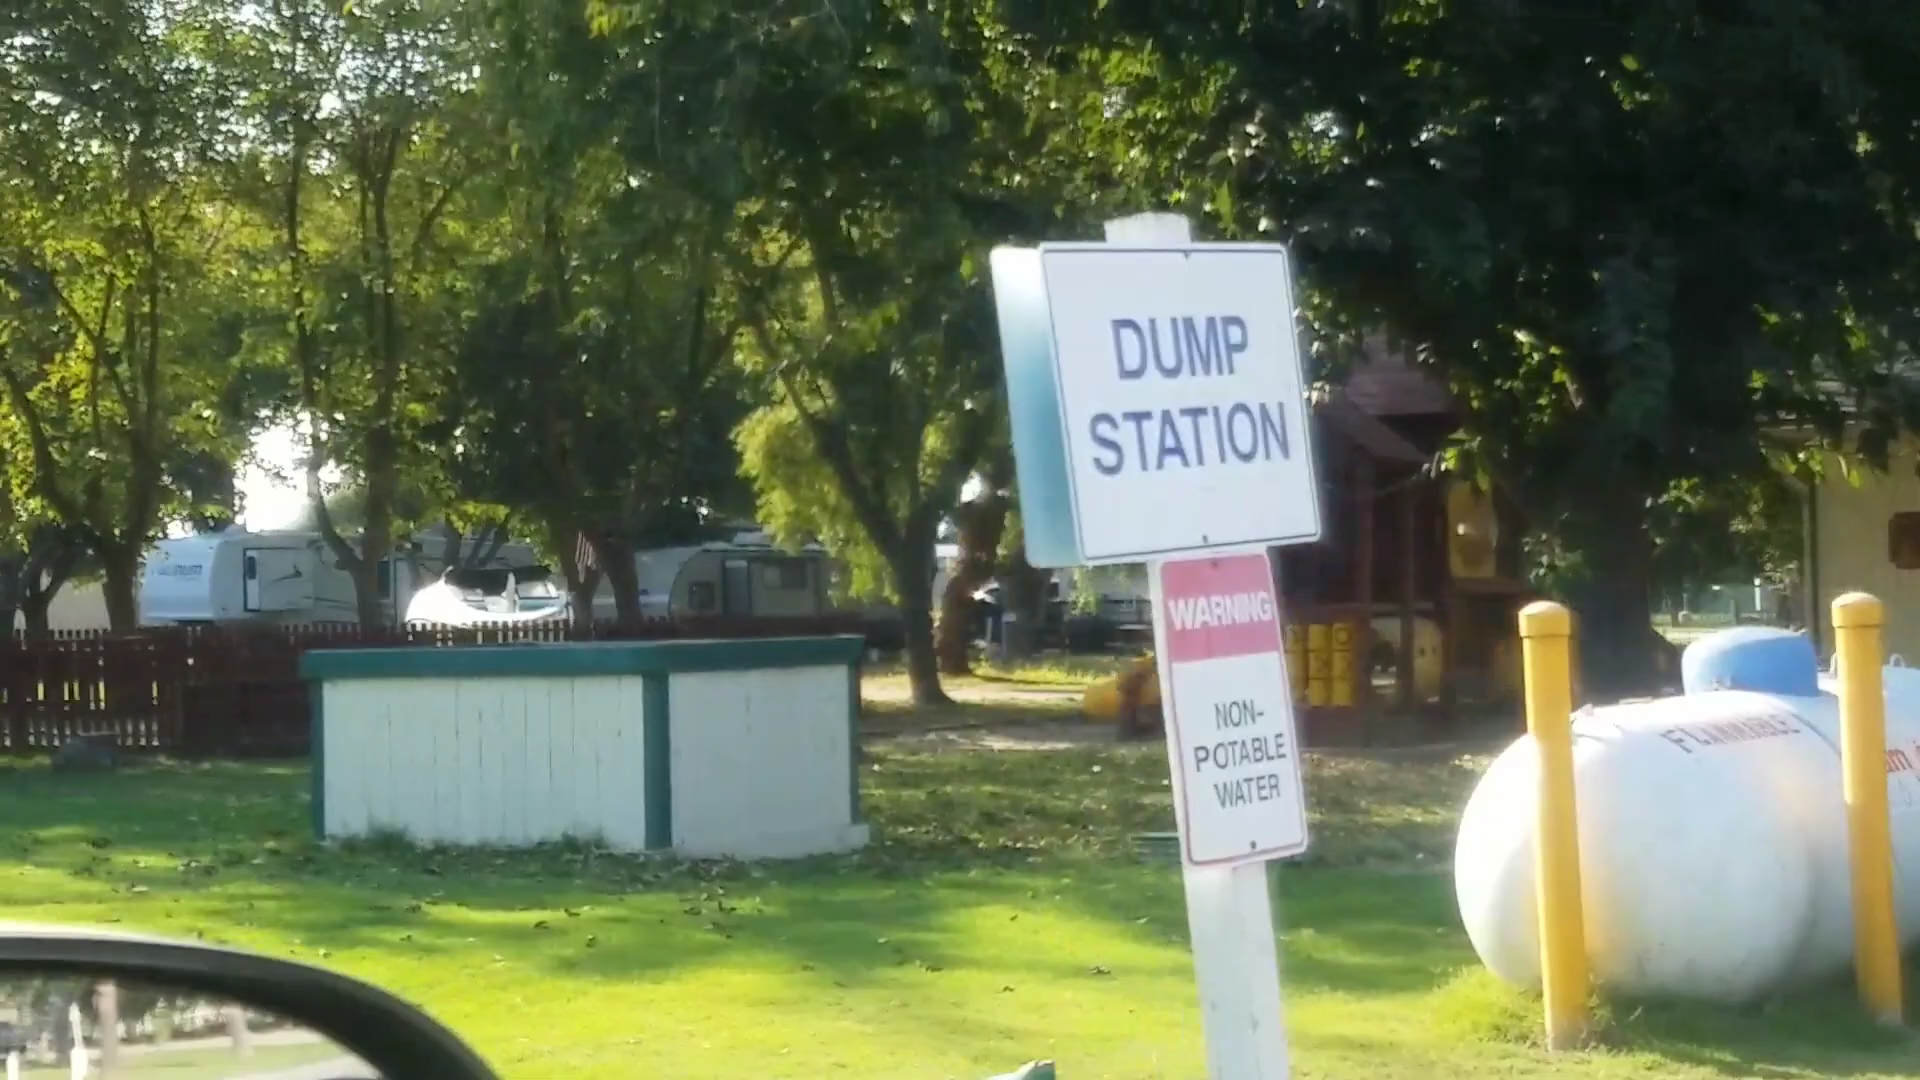 DUMP
STATION
WARNING
NON-
POTABLE
WATER
FLAMMABLE